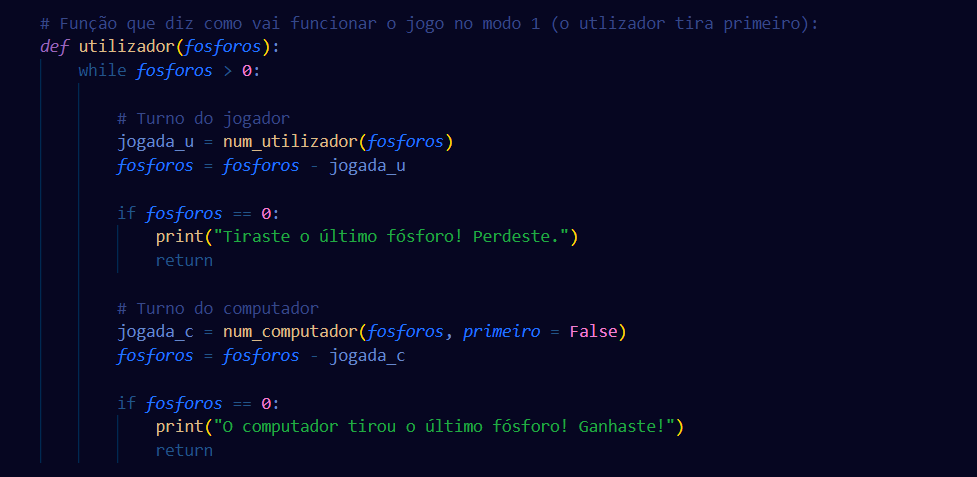 # Função que diz como vai funcionar o jogo no modo 1 (o utlizador tira primeiro):
def utilizador(fosforos):
while fosforos > 0:
# Turno do jogador
jogada_u = num_utilizador(fosforos)
fosforos = fosforos - jogada_u
if fosforos == 0:
print("Tiraste o último fósforo! Perdeste.")
return
# Turno do computador
jogada_c = num_computador(fosforos, primeiro = False)
fosforos = fosforos - jogada_c
if fosforos == 0:
print("O computador tirou o último fósforo! Ganhaste!")
return